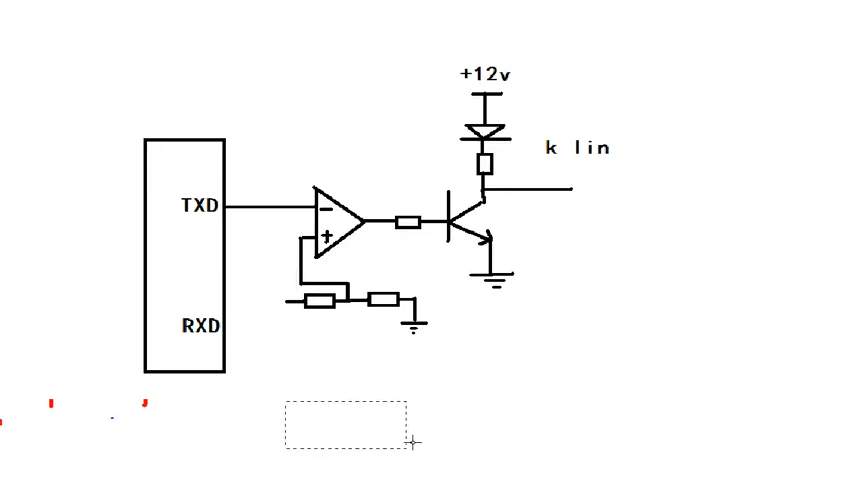 +12v
k lin
TXD
−
+
RXD